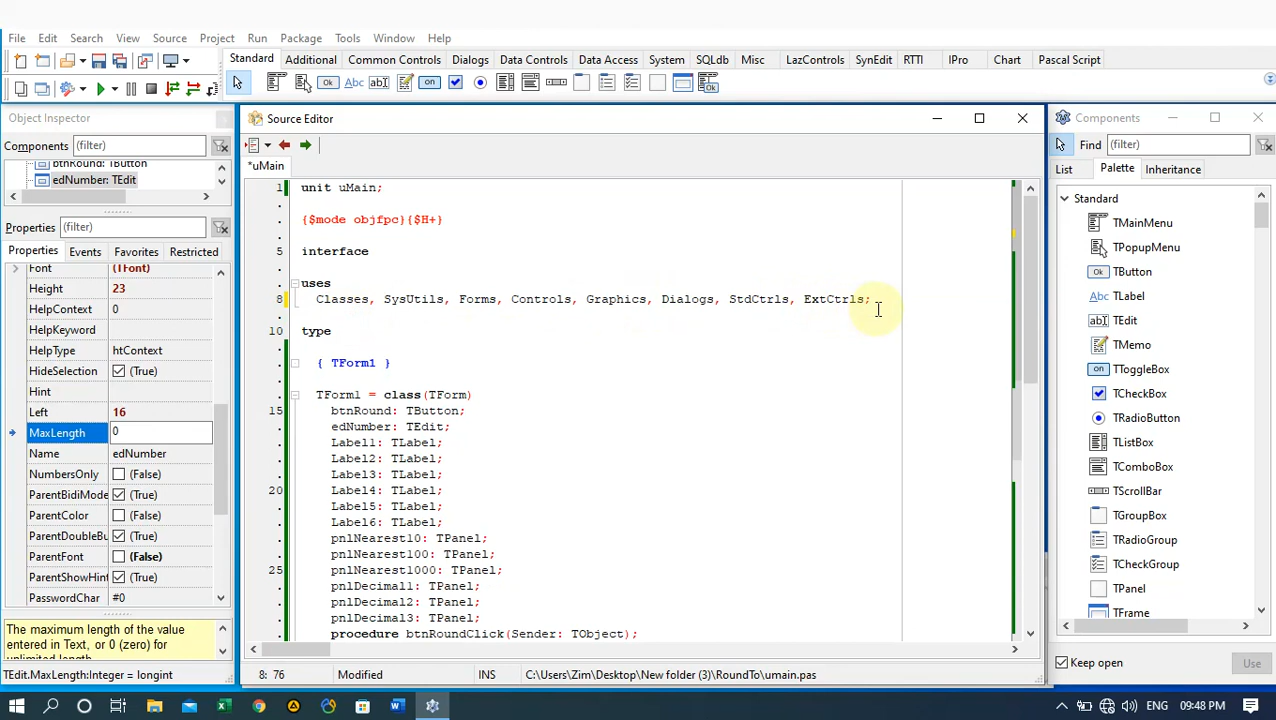 File Edit Search View Source Project Run Package Tools Window Help
Standard Additional Common Controls Dialogs Data Controls Data Access System SQLdb Misc LazControls SynEdit RTTI IPro Chart Pascal Script
Ok Abc abI on
Object Inspector
Components (filter)
btnRound: TButton
edNumber: TEdit
Properties (filter)
Properties Events Favorites Restricted
Font (TFont)
Height 23
HelpContext 0
HelpKeyword
HelpType htContext
HideSelection (True)
Hint
Left 16
MaxLength 0
Name edNumber
NumbersOnly (False)
ParentBidiMode (True)
ParentColor (False)
ParentDoubleBu (True)
ParentFont (False)
ParentShowHint (True)
PasswordChar #0
The maximum length of the value
entered in Text, or 0 (zero) for
unlimited length
TEdit.MaxLength:Integer = longint
Source Editor
*uMain
1 unit uMain;
{$mode objfpc}{$H+}
5 interface
uses
8 Classes, SysUtils, Forms, Controls, Graphics, Dialogs, StdCtrls, ExtCtrls;
10 type
{ TForm1 }
TForm1 = class(TForm)
15 btnRound: TButton;
edNumber: TEdit;
Label1: TLabel;
Label2: TLabel;
Label3: TLabel;
20 Label4: TLabel;
Label5: TLabel;
Label6: TLabel;
pnlNearest10: TPanel;
pnlNearest100: TPanel;
25 pnlNearest1000: TPanel;
pnlDecimal1: TPanel;
pnlDecimal2: TPanel;
pnlDecimal3: TPanel;
procedure btnRoundClick(Sender: TObject);
8: 76 Modified INS C:\Users\Zim\Desktop\New folder (3)\RoundTo\umain.pas
Components
Find (filter)
List Palette Inheritance
Standard
TMainMenu
TPopupMenu
Ok TButton
Abc TLabel
abI TEdit
TMemo
on TToggleBox
TCheckBox
TRadioButton
TListBox
TComboBox
TScrollBar
TGroupBox
TRadioGroup
TCheckGroup
TPanel
TFrame
Keep open Use
ENG 09:48 PM